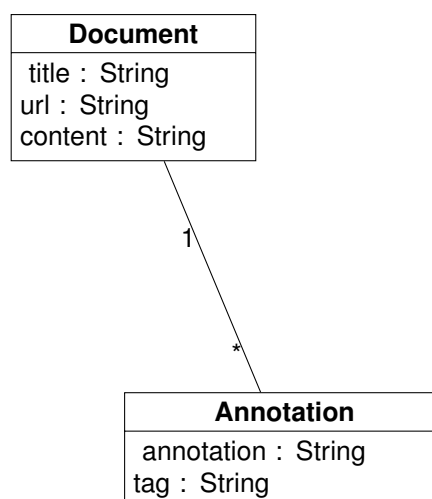 Document
title : String
url : String
content : String
1
*
Annotation
annotation : String
tag : String